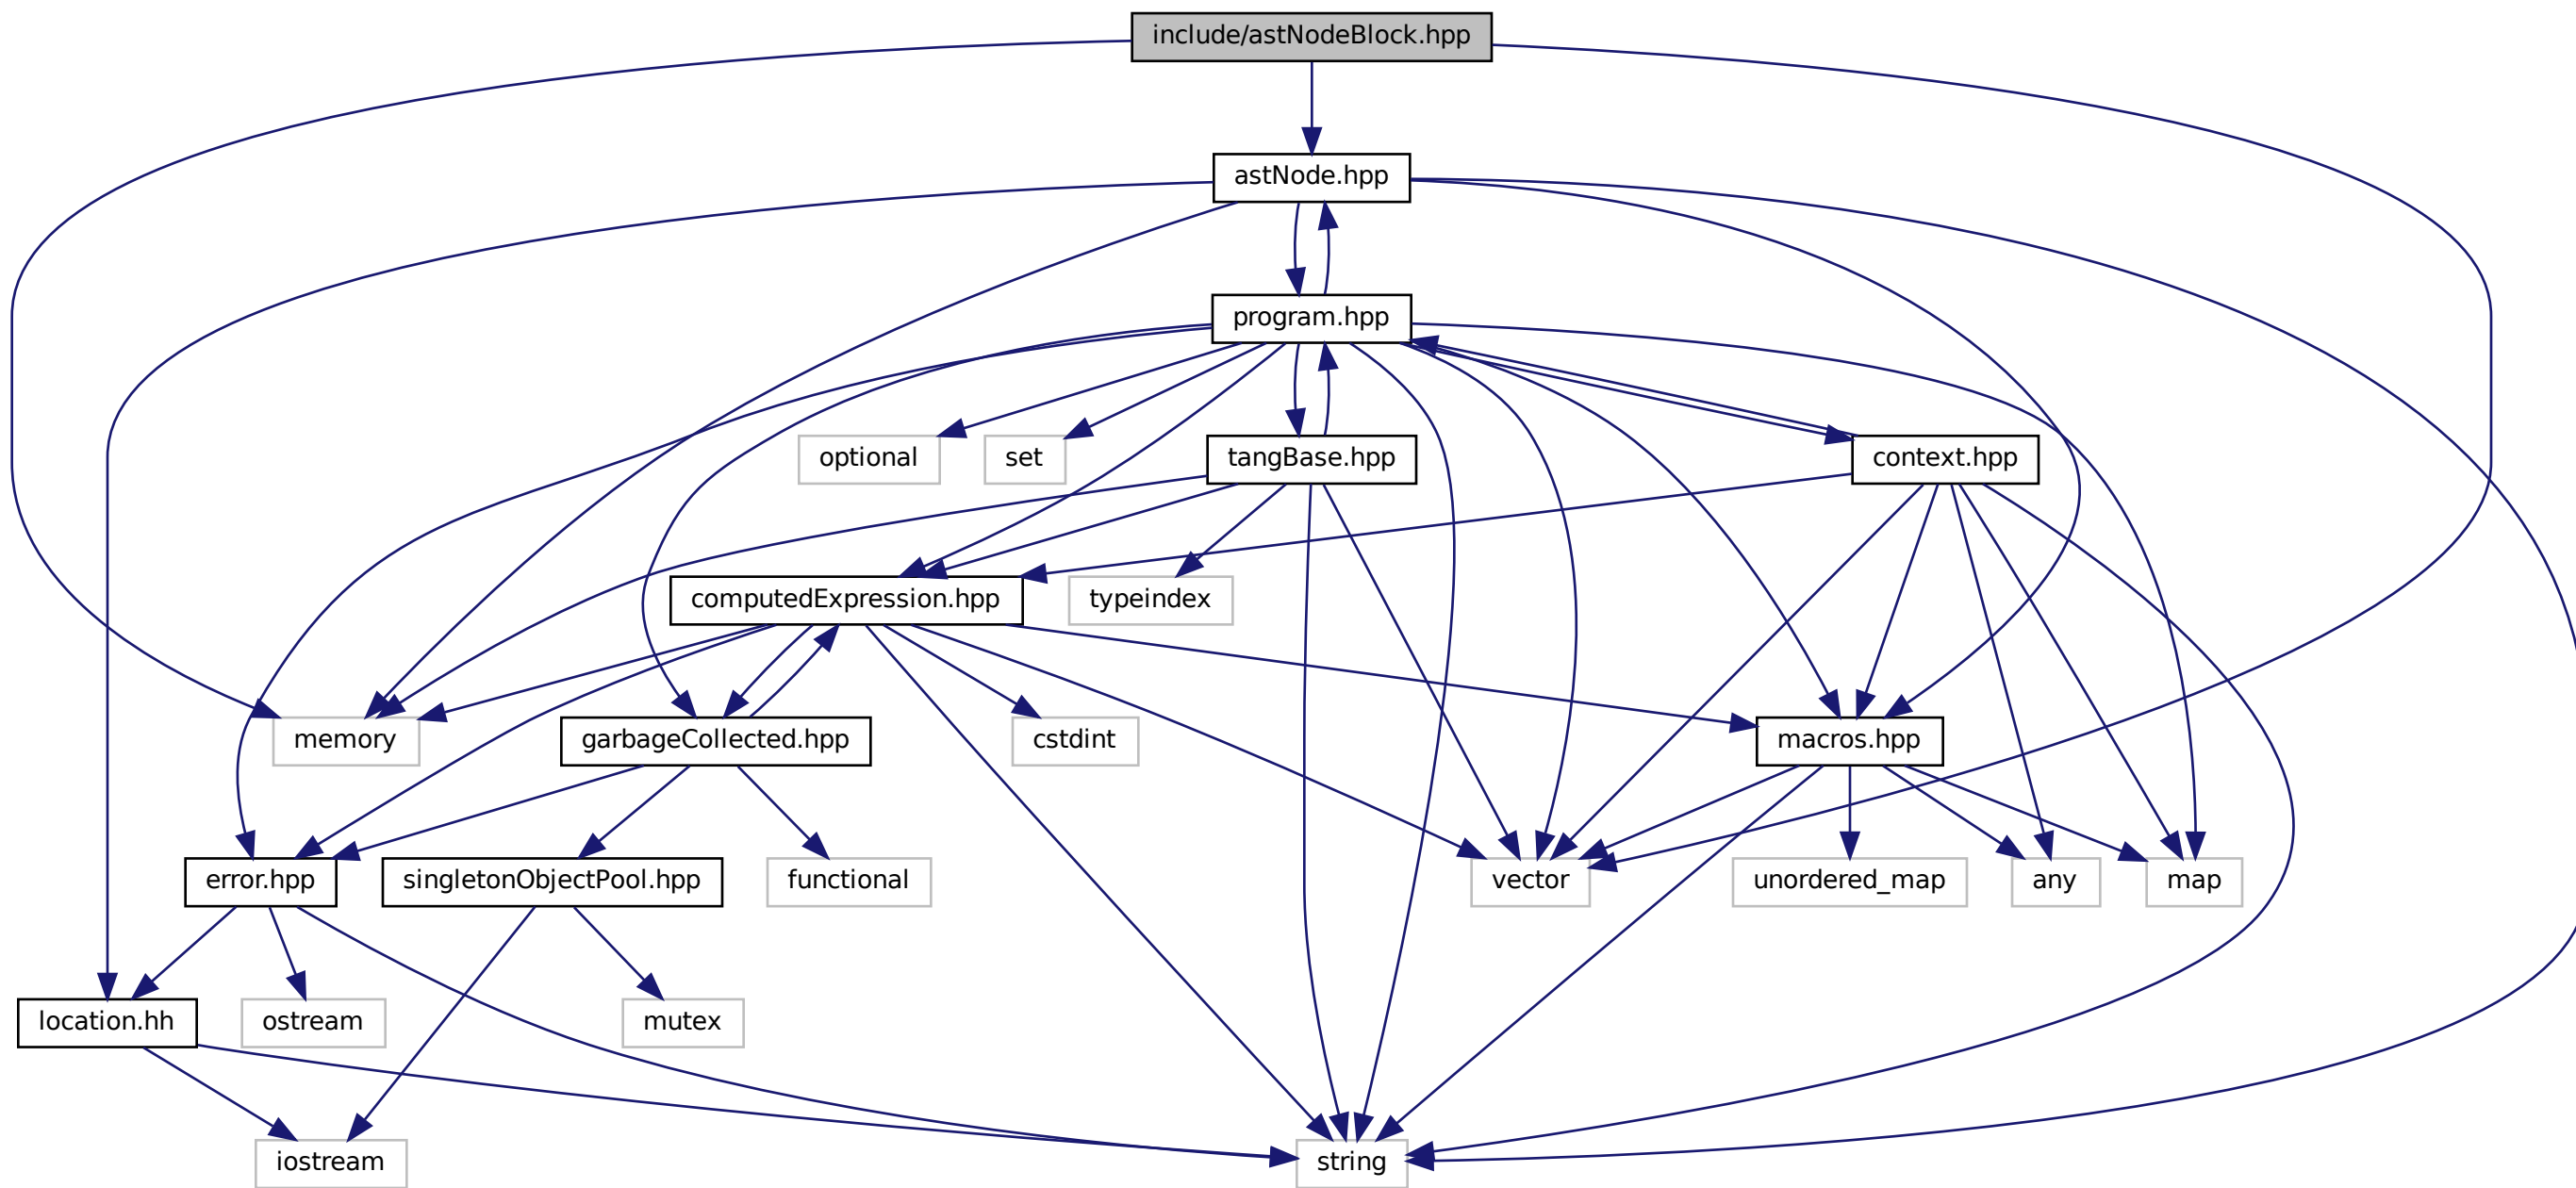 include/astNodeBlock.hpp
astNode.hpp
program.hpp
optional
set
tangBase.hpp
context.hpp
computedExpression.hpp
typeindex
memory
garbageCollected.hpp
cstdint
macros.hpp
error.hpp
singletonObjectPool.hpp
functional
vector
unordered_map
any
map
location.hh
ostream
mutex
iostream
string